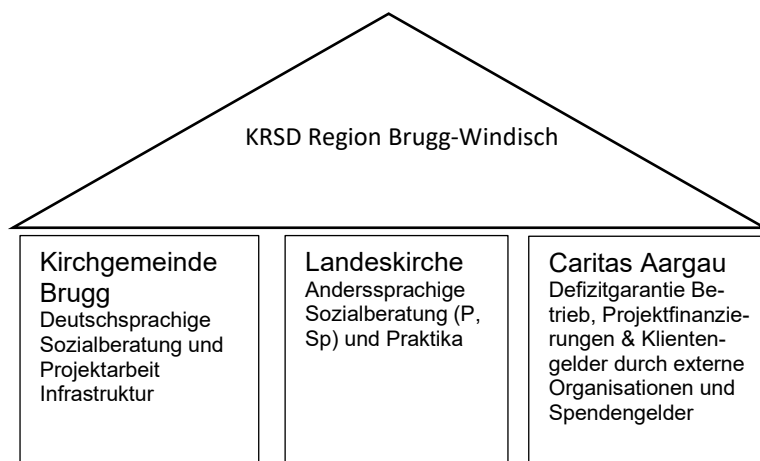 KRSD Region Brugg-Windisch
Kirchgemeinde
Brugg
Deutschsprachige
Sozialberatung und
Projektarbeit
Infrastruktur
Landeskirche
Anderssprachige
Sozialberatung (P,
Sp) und Praktika
Caritas Aargau
Defizitgarantie Be-
trieb, Projektfinanzie-
rungen & Klienten-
gelder durch externe
Organisationen und
Spendengelder